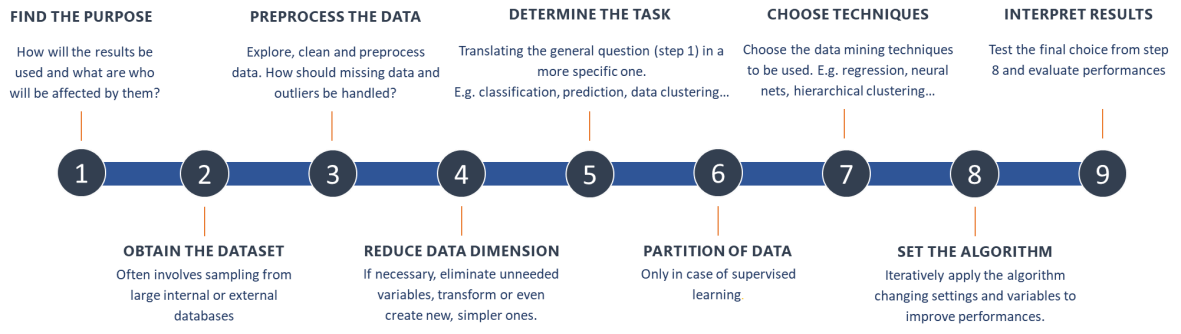 FIND THE PURPOSE
How will the results be
used and what are who
will be affected by them?
PREPROCESS THE DATA
Explore, clean and preprocess
data. How should missing data and
outliers be handled?
DETERMINE THE TASK
Translating the general question (step 1) in a
more specific one.
E.g. classification, prediction, data clustering...
CHOOSE TECHNIQUES
Choose the data mining techniques
to be used. E.g. regression, neural
nets, hierarchical clustering...
INTERPRET RESULTS
Test the final choice from step
8 and evaluate performances
1 2 3 4 5 6 7 8 9
OBTAIN THE DATASET
Often involves sampling from
large internal or external
databases
REDUCE DATA DIMENSION
If necessary, eliminate unneeded
variables, transform or even
create new, simpler ones.
PARTITION OF DATA
Only in case of supervised
learning
SET THE ALGORITHM
Iteratively apply the algorithm
changing settings and variables to
improve performances.